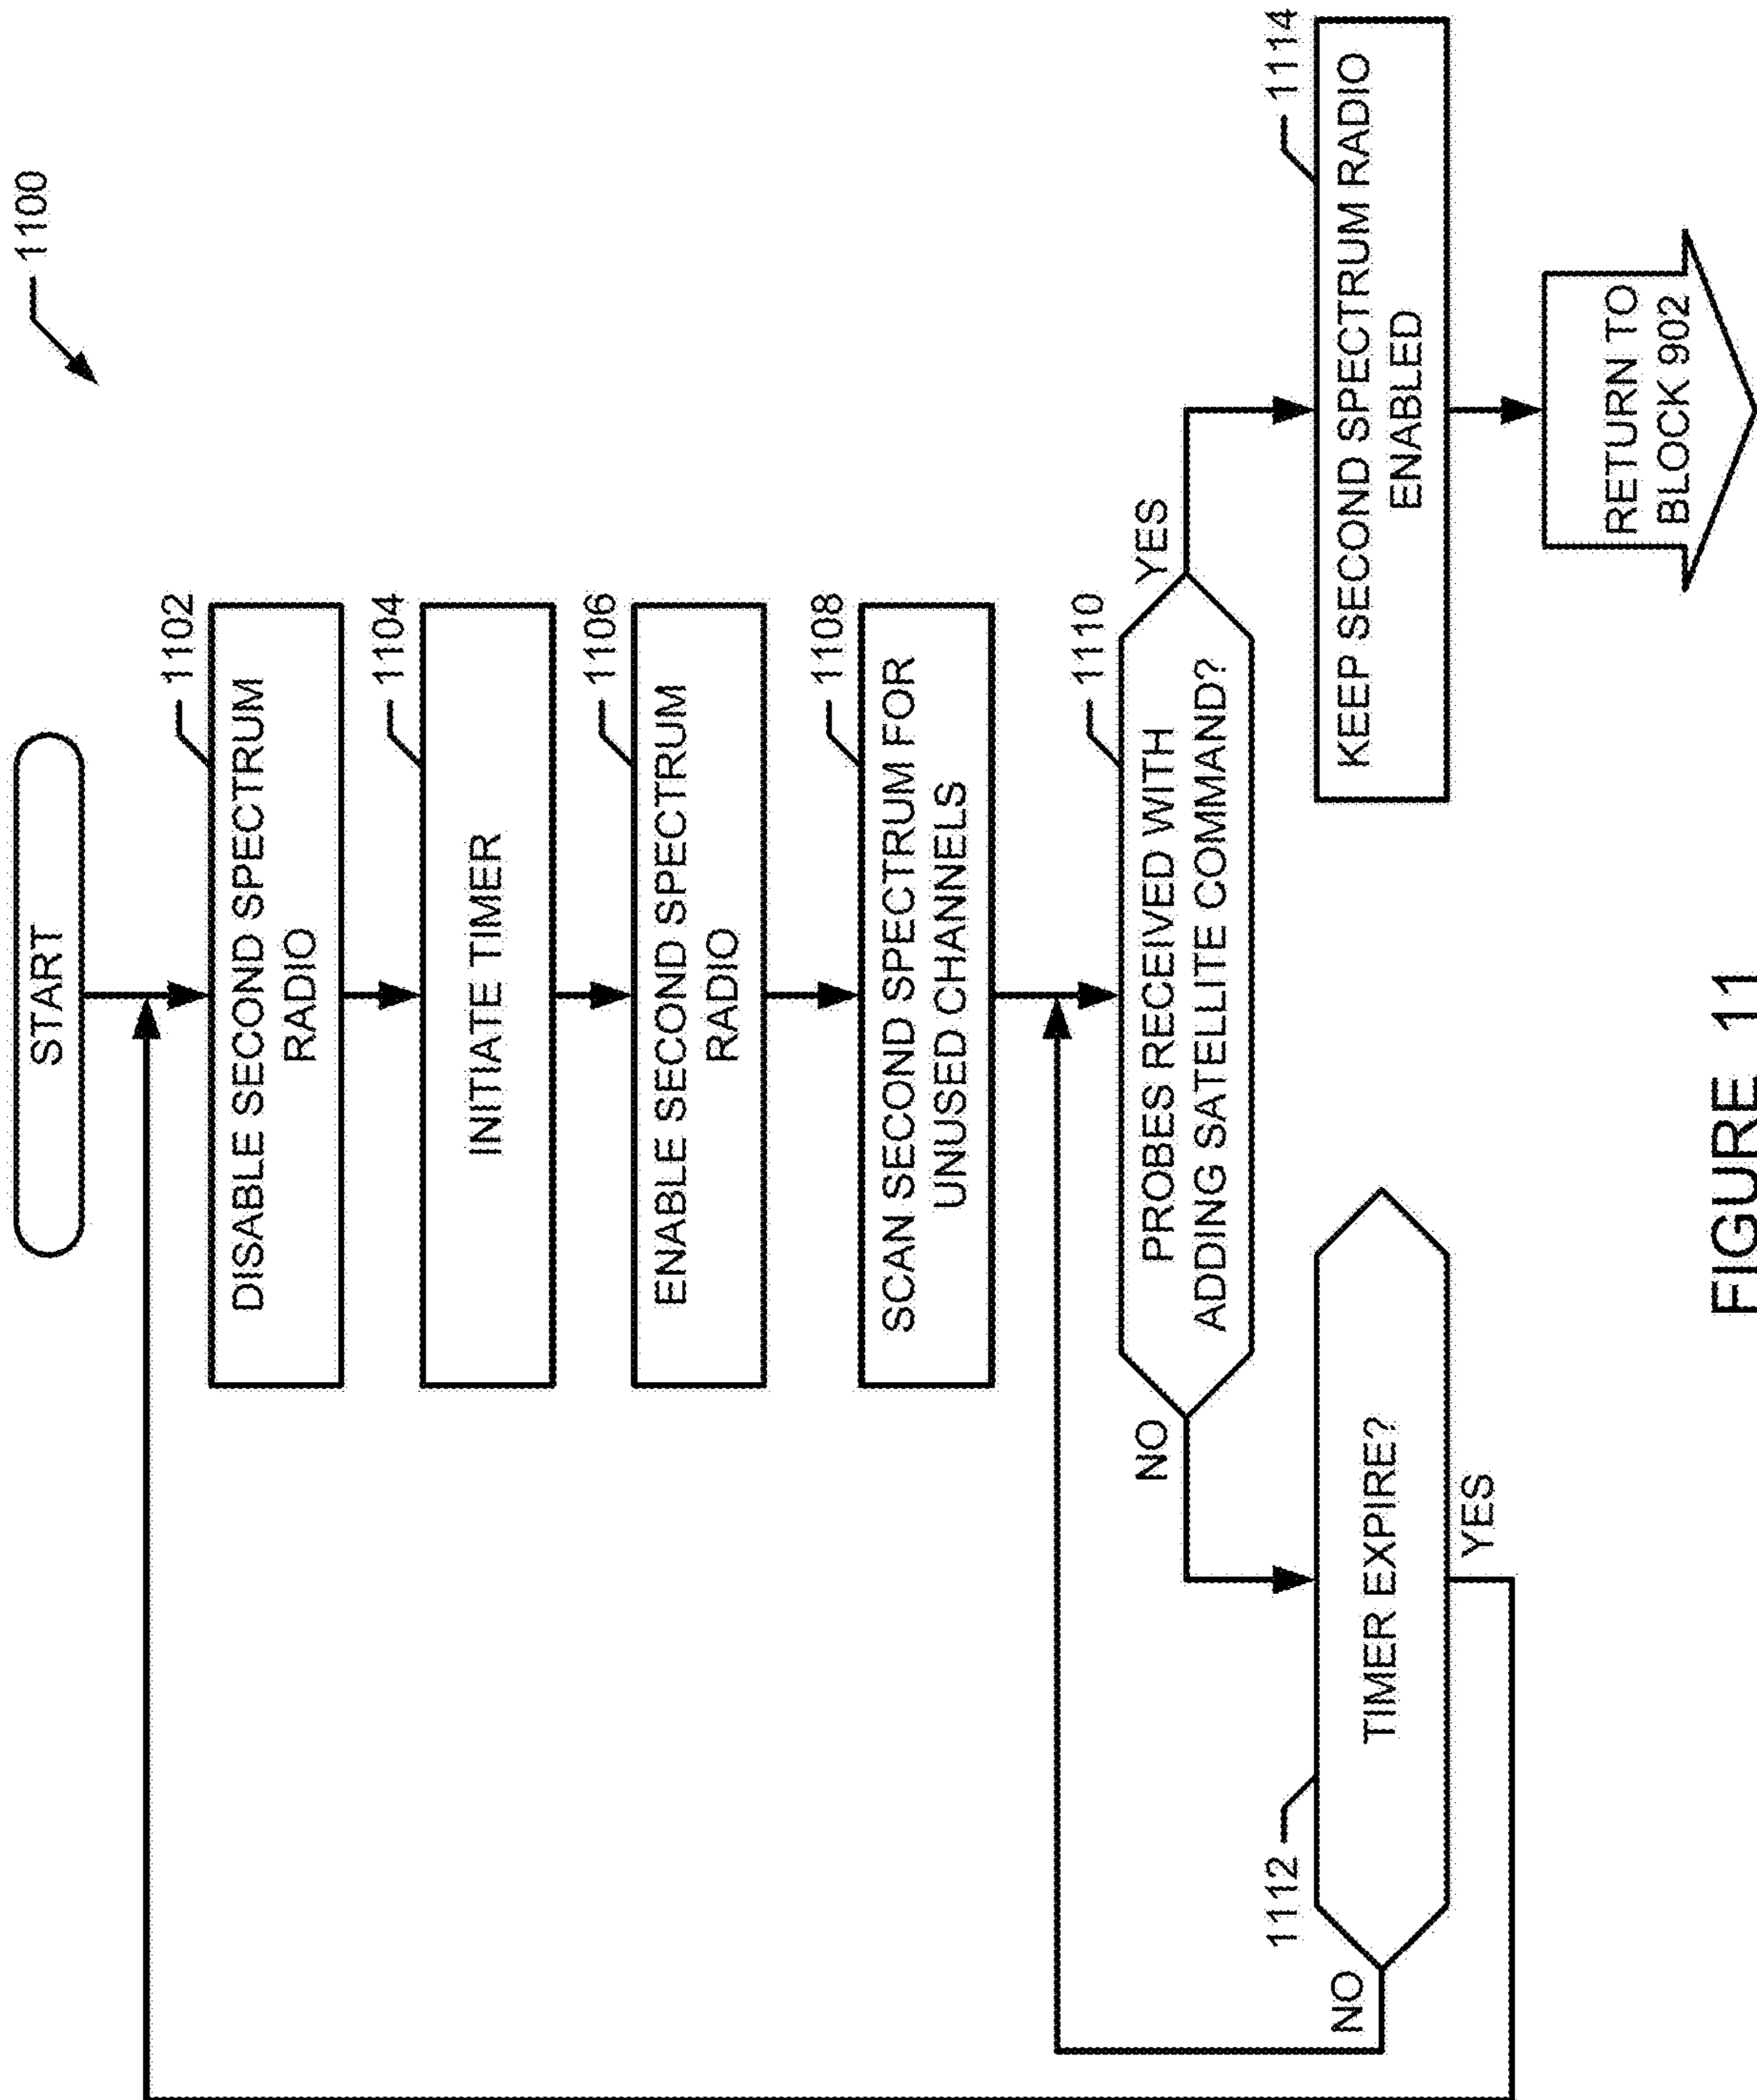 1100
START
1102
DISABLE SECOND SPECTRUM
RADIO
1104
INITIATE TIMER
1106
ENABLE SECOND SPECTRUM
RADIO
1108
SCAN SECOND SPECTRUM FOR
UNUSED CHANNELS
1110
PROBES RECEIVED WITH
ADDING SATELLITE COMMAND?
NO
YES
1112
TIMER EXPIRE?
NO
YES
1114
KEEP SECOND SPECTRUM RADIO
ENABLED
RETURN TO
BLOCK 902
FIGURE 11